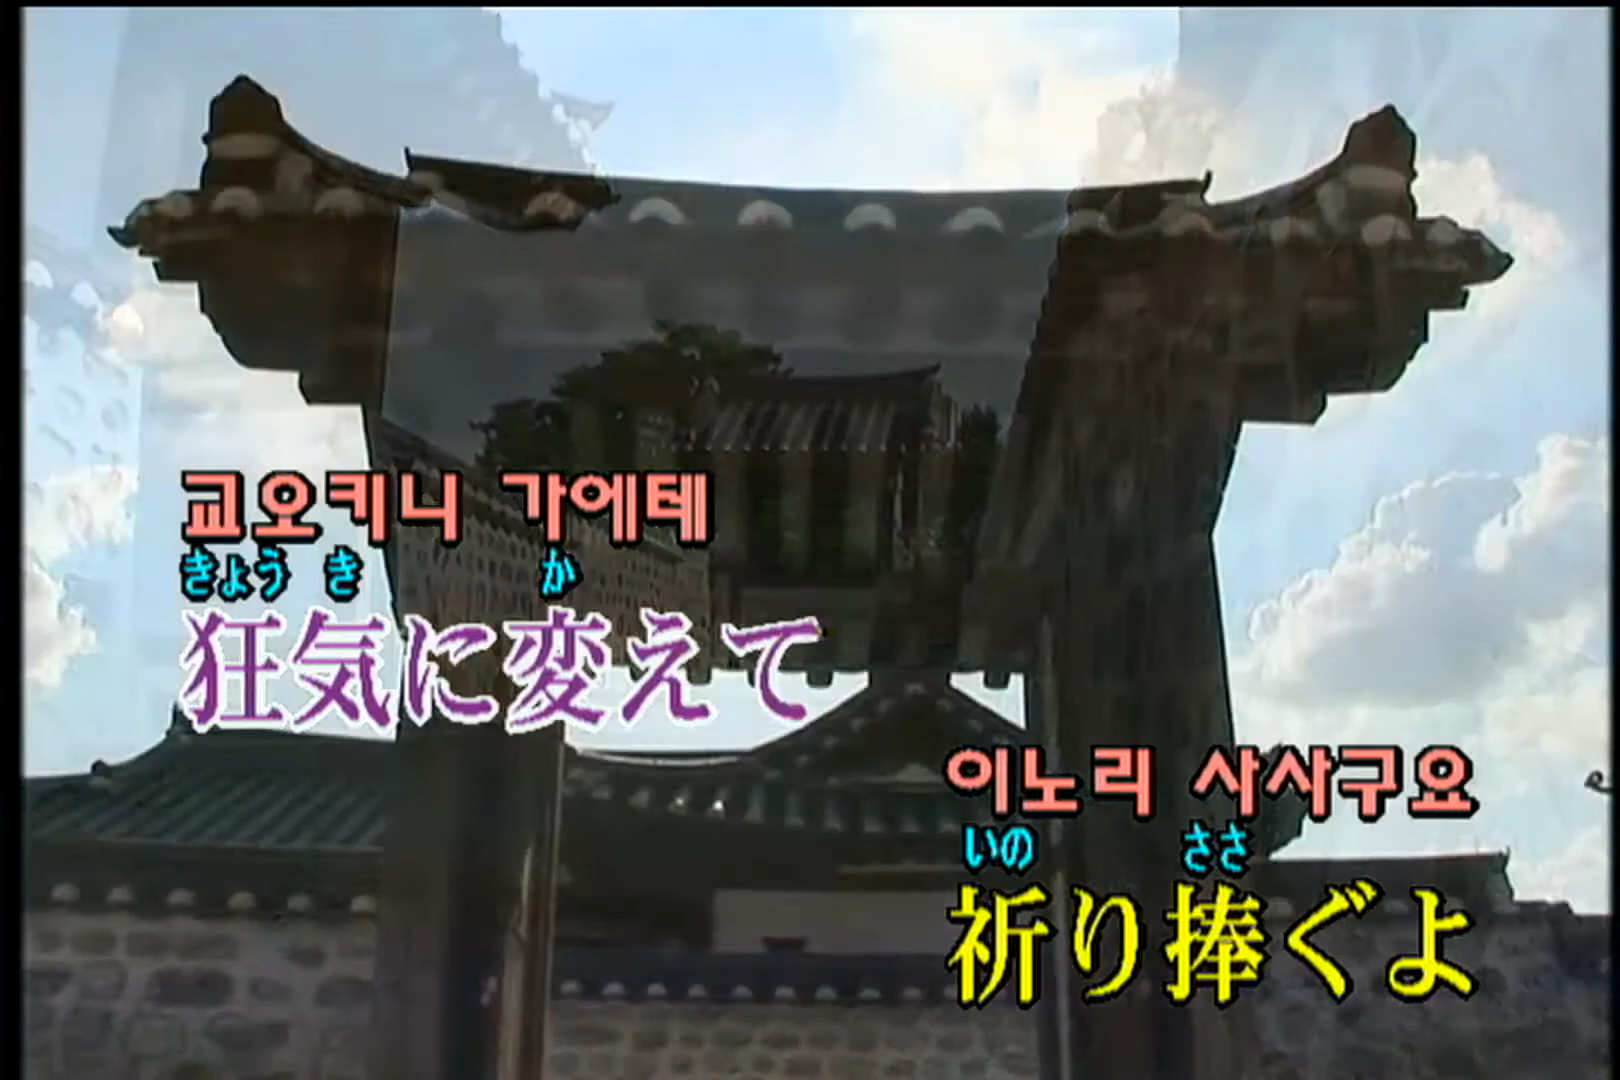 교오키니 가에테
きょう き か
狂気に変えて
이노리 사사구요
いの ささ
祈り捧ぐよ